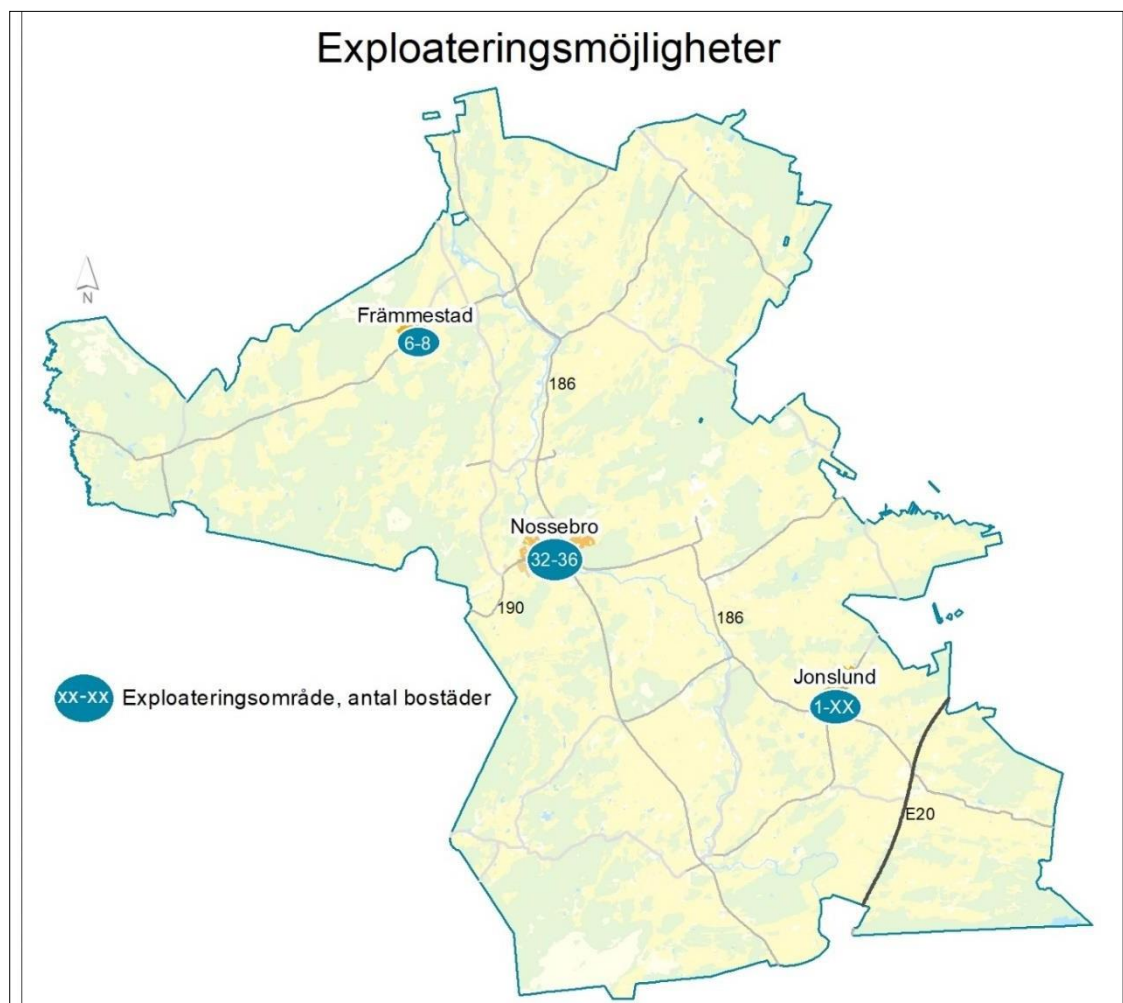 Exploateringsmöjligheter
N
Främmestad
6-8
186
Nossebro
32-36
190
186
Jonslund
1-XX
xx-xx Exploateringsområde, antal bostäder
E20